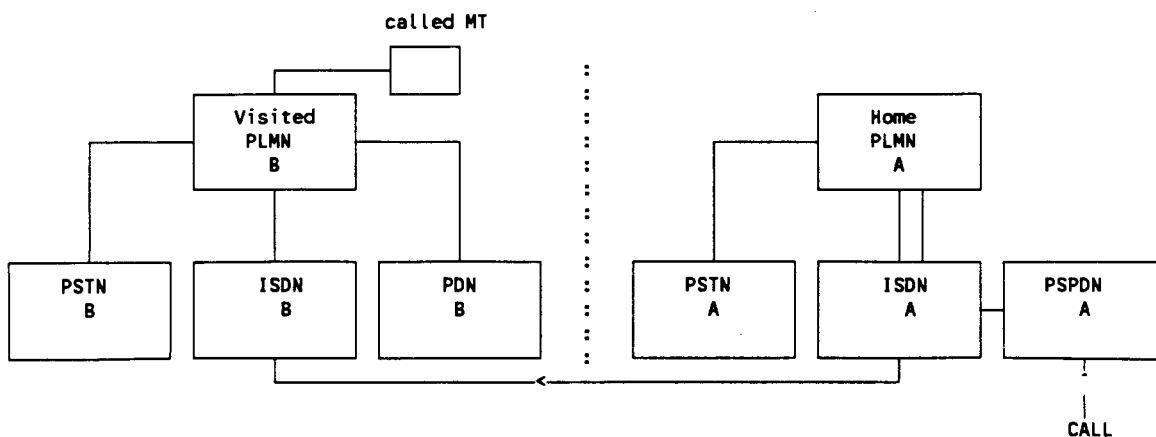 called MT
Visited
PLMN
B
Home
PLMN
A
PSTN
B
ISDN
B
PDN
B
PSTN
A
ISDN
A
PSPDN
A
CALL